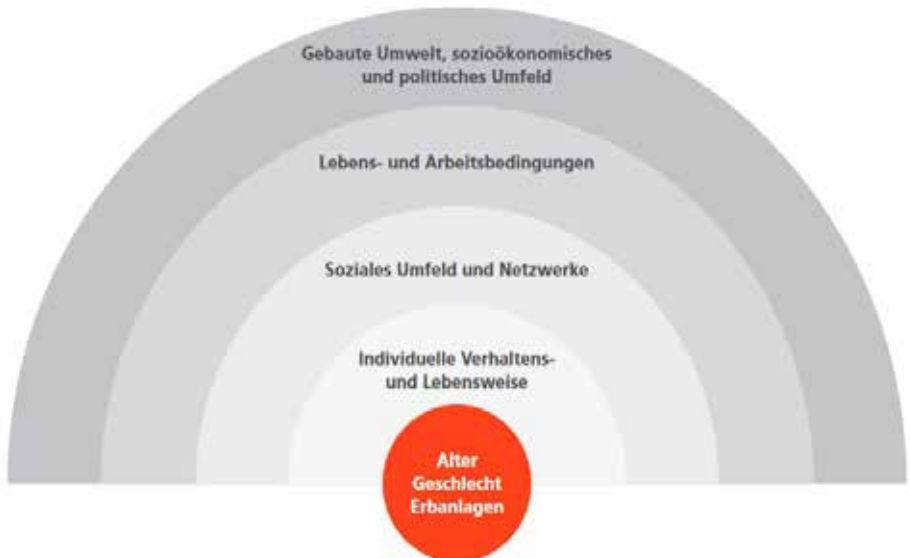 Gebaute Umwelt, sozioökonomisches
und politisches Umfeld
Lebens- und Arbeitsbedingungen
Soziales Umfeld und Netzwerke
Individuelle Verhaltens-
und Lebensweise
Alter
Geschlecht
Erbanlagen